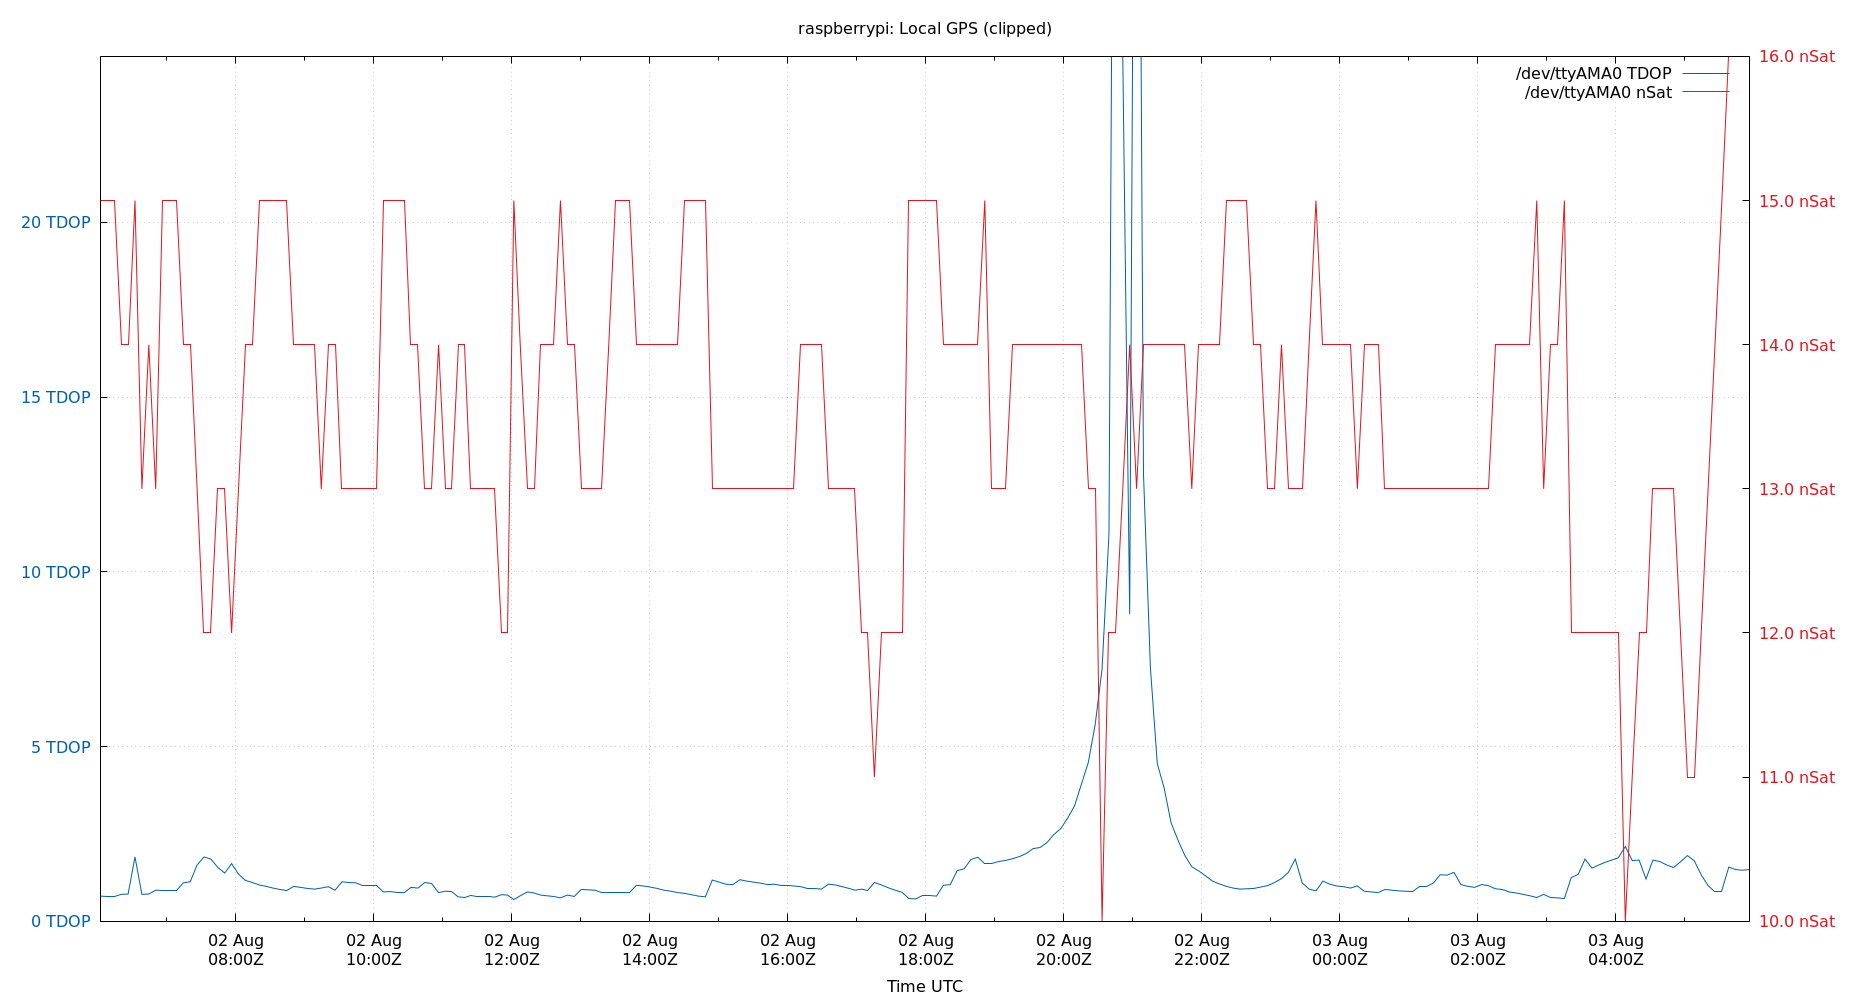 raspberrypi: Local GPS (clipped)
/dev/ttyAMA0 TDOP
/dev/ttyAMA0 nSat
20 TDOP
15 TDOP
10 TDOP
5 TDOP
0 TDOP
16.0 nSat
15.0 nSat
14.0 nSat
13.0 nSat
12.0 nSat
11.0 nSat
10.0 nSat
02 Aug 02 Aug 02 Aug 02 Aug 02 Aug 02 Aug 02 Aug 02 Aug 03 Aug 03 Aug 03 Aug
08:00Z 10:00Z 12:00Z 14:00Z 16:00Z 18:00Z 20:00Z 22:00Z 00:00Z 02:00Z 04:00Z
Time UTC